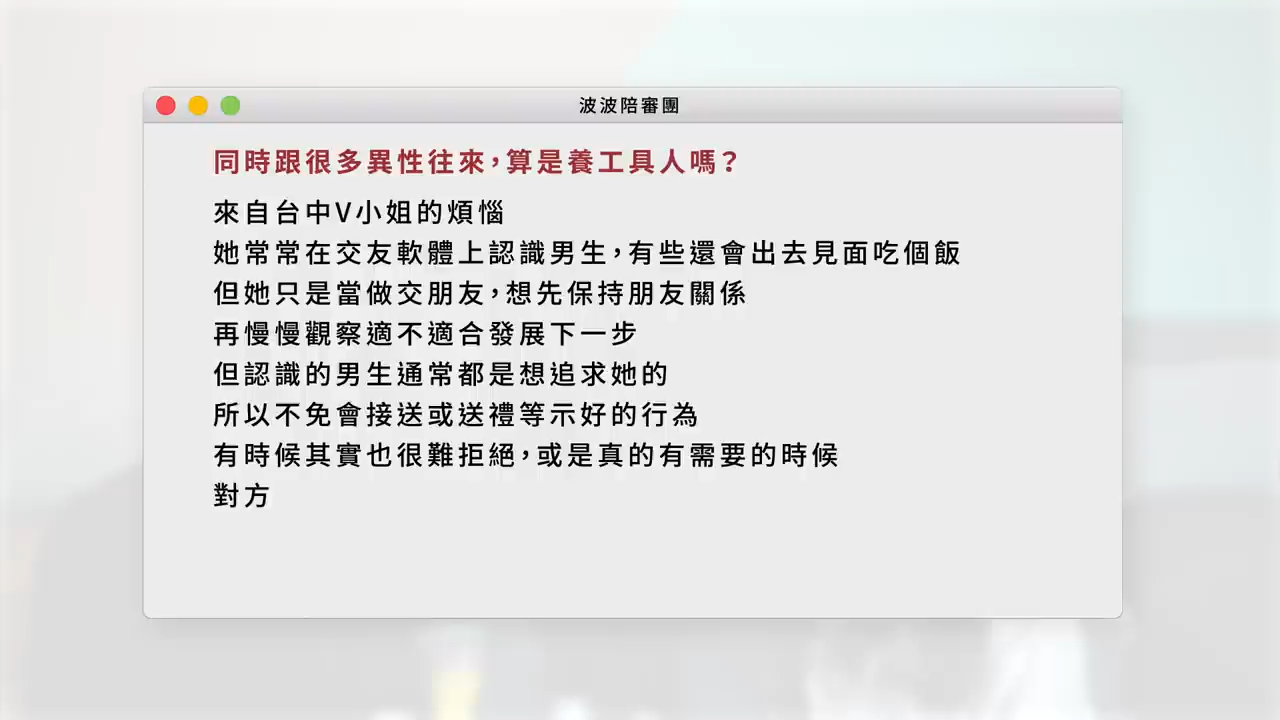 波波陪審團
同時跟很多異性往來,算是養工具人嗎?
來自台中V小姐的煩惱
她常常在交友軟體上認識男生,有些還會出去見面吃個飯
但她只是當做交朋友,想先保持朋友關係
再慢慢觀察適不適合發展下一步
但認識的男生通常都是想追求她的
所以不免會接送或送禮等示好的行為
有時候其實也很難拒絕,或是真的有需要的時候
對方